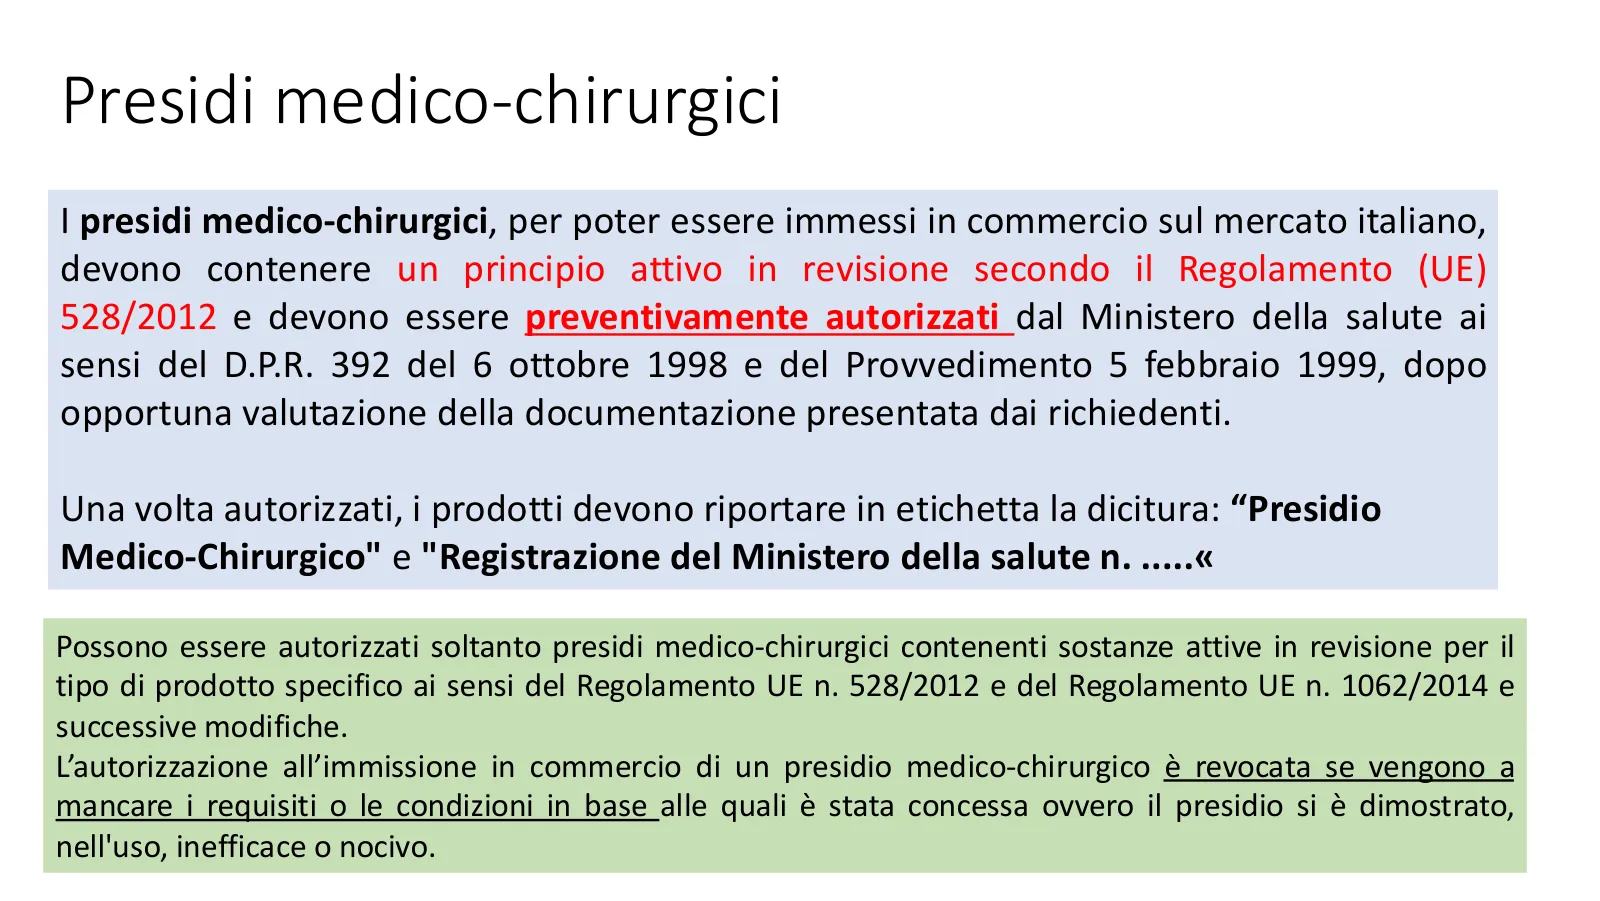 Presidi medico-chirurgici
I presidi medico-chirurgici, per poter essere immessi in commercio sul mercato italiano,
devono contenere un principio attivo in revisione secondo il Regolamento (UE)
528/2012 e devono essere preventivamente autorizzati dal Ministero della salute ai
sensi del D.P.R. 392 del 6 ottobre 1998 e del Provvedimento 5 febbraio 1999, dopo
opportuna valutazione della documentazione presentata dai richiedenti.
Una volta autorizzati, i prodotti devono riportare in etichetta la dicitura: “Presidio
Medico-Chirurgico" e "Registrazione del Ministero della salute n. .....«
Possono essere autorizzati soltanto presidi medico-chirurgici contenenti sostanze attive in revisione per il
tipo di prodotto specifico ai sensi del Regolamento UE n. 528/2012 e del Regolamento UE n. 1062/2014 e
successive modifiche.
L’autorizzazione all’immissione in commercio di un presidio medico-chirurgico è revocata se vengono a
mancare i requisiti o le condizioni in base alle quali è stata concessa ovvero il presidio si è dimostrato,
nell'uso, inefficace o nocivo.